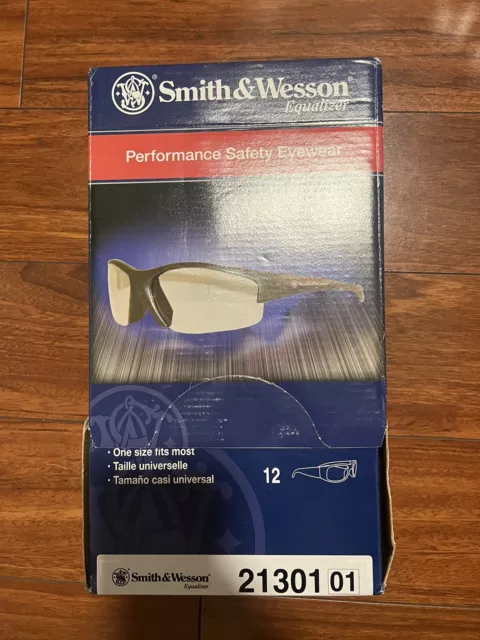 Smith & Wesson®
Equalizer
Performance Safety Eyewear
• One size fits most
• Taille universelle
• Tamaño casi universal
12
Smith & Wesson®
Equalizer
21301 01